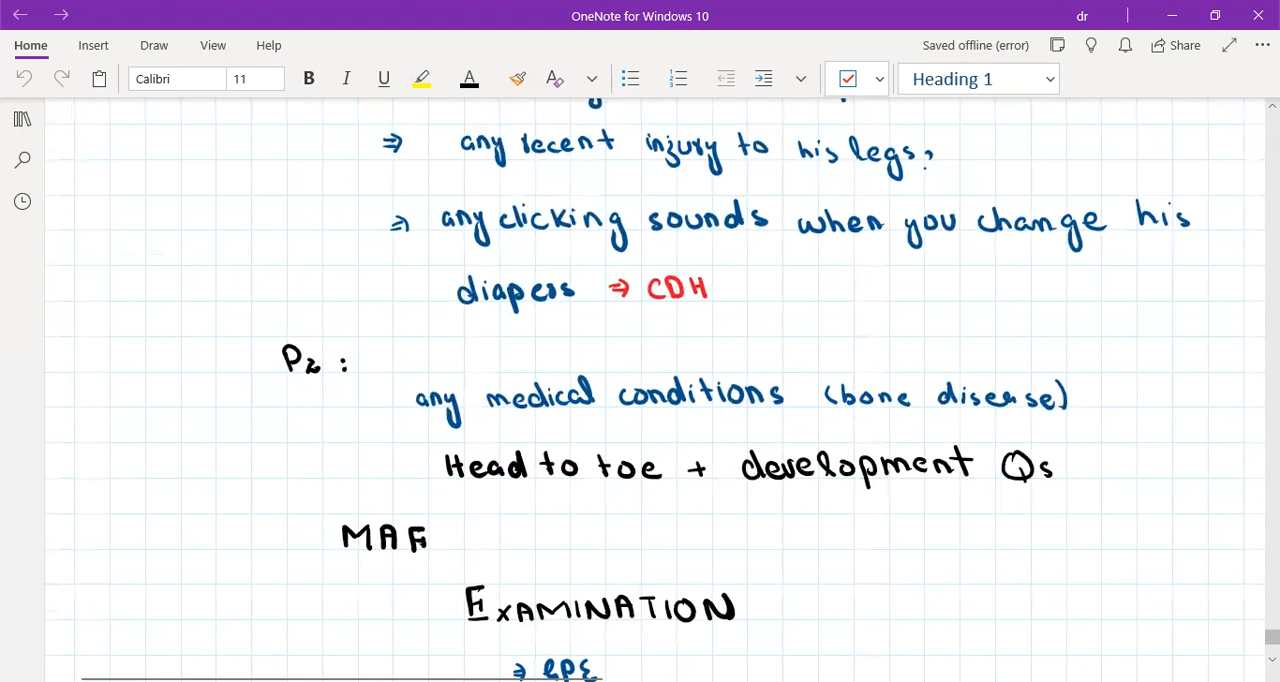 OneNote for Windows 10
dr
Home Insert Draw View Help
Saved offline (error)
Share
Calibri 11 B I U A Heading 1
⇒ any recent injury to his legs?
⇒ any clicking sounds when you change his
diapers ⇒ CDH
P2 :
any medical conditions (bone disease)
Head to toe + development Qs
MAF
EXAMINATION